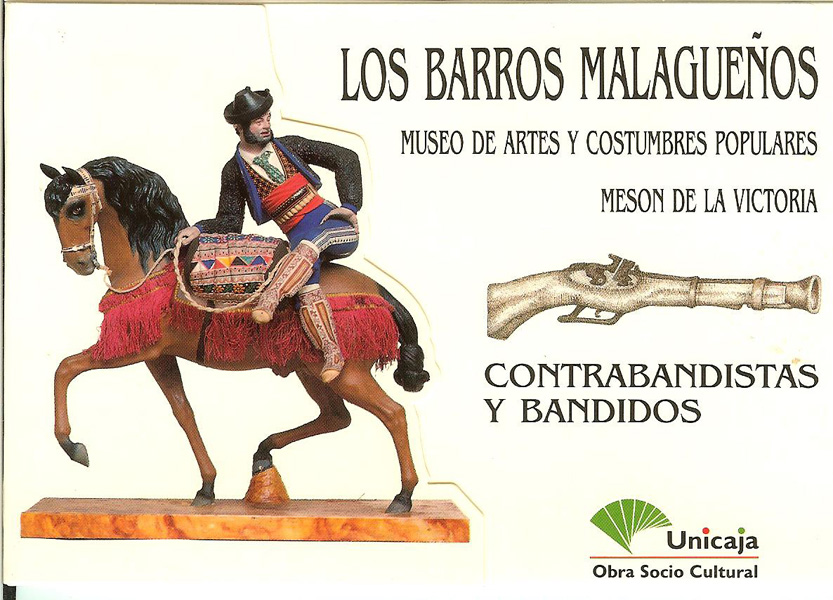 LOS BARROS MALAGUEÑOS
MUSEO DE ARTES Y COSTUMBRES POPULARES
MESON DE LA VICTORIA
CONTRABANDISTAS
Y BANDIDOS
Unicaja
Obra Socio Cultural